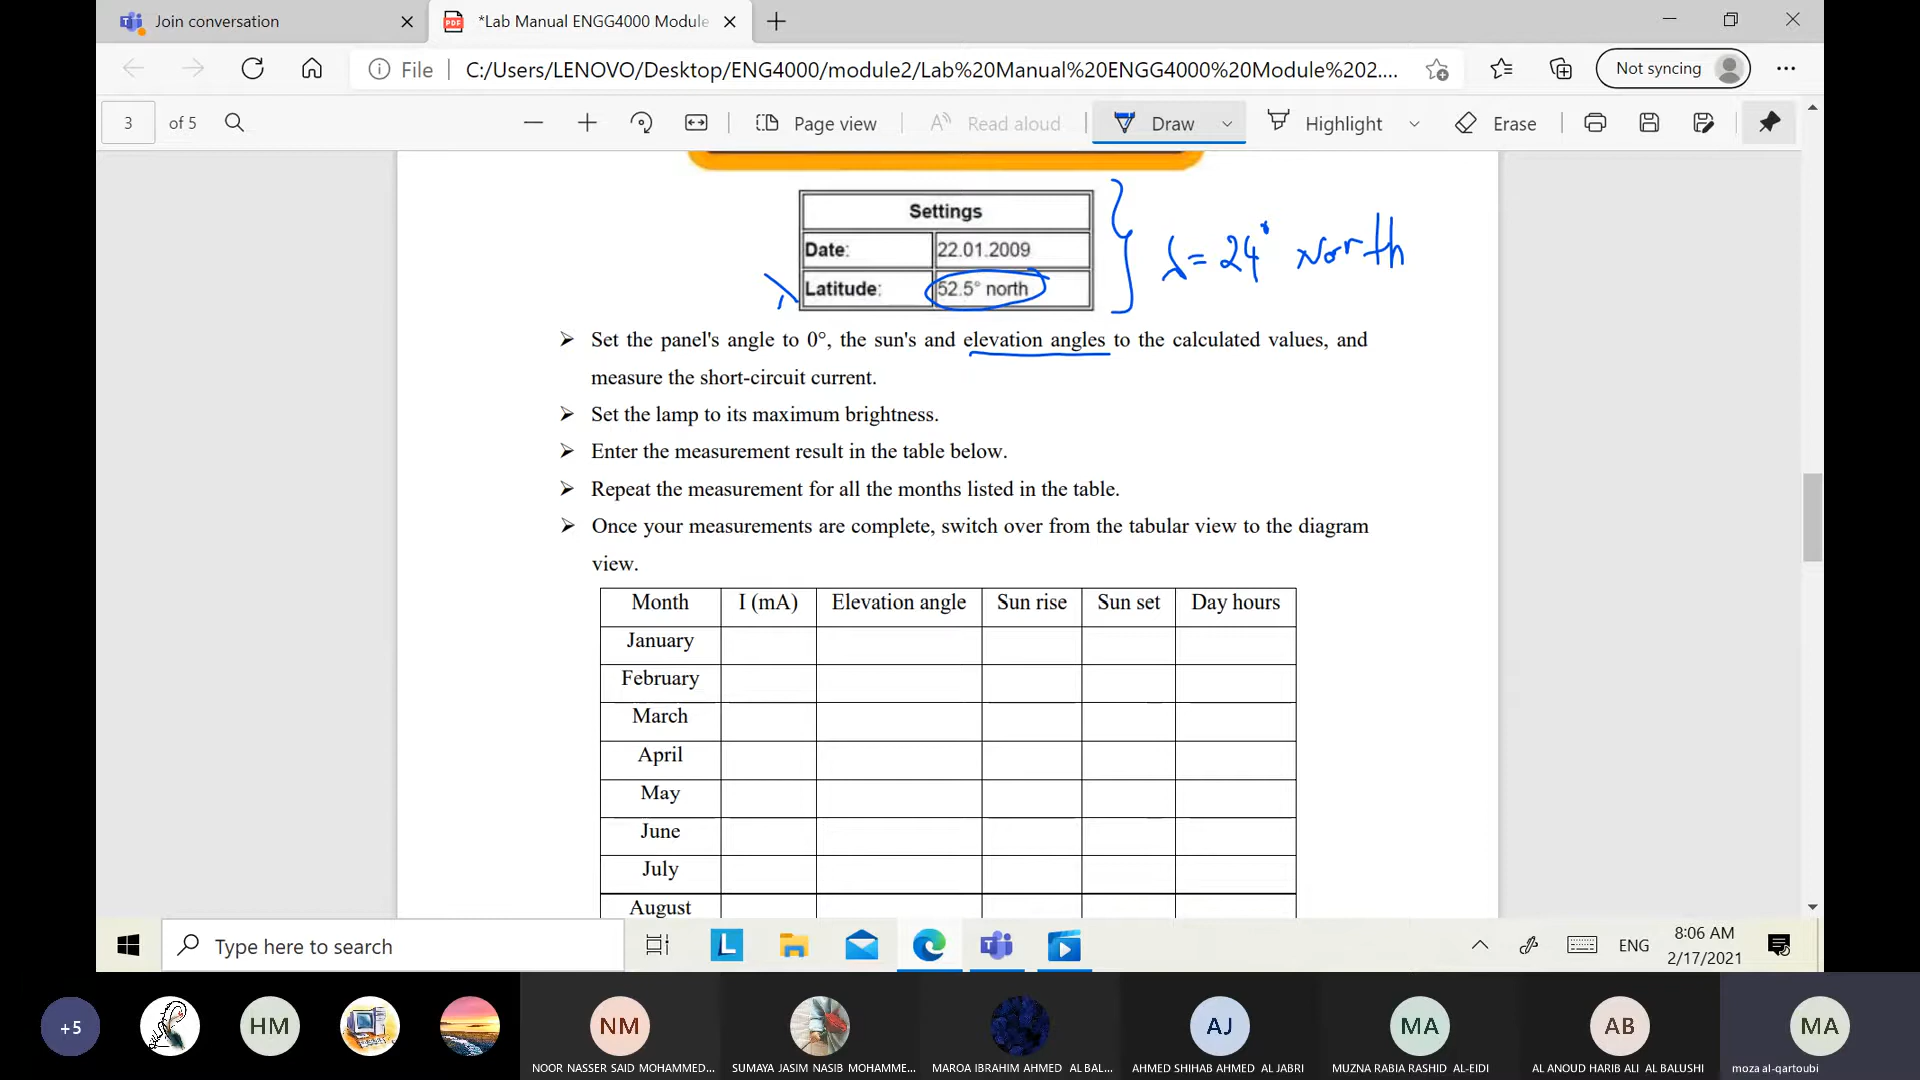 Join conversation
*Lab Manual ENGG4000 Module
File
C:/Users/LENOVO/Desktop/ENG4000/module2/Lab%20Manual%20ENGG4000%20Module%202....
Not syncing
3 of 5
Page view
Read aloud
Draw
Highlight
Erase
Settings
Date: 22.01.2009
Latitude: 52.5° north
= 24° North
➢ Set the panel's angle to 0°, the sun's and elevation angles to the calculated values, and
measure the short-circuit current.
➢ Set the lamp to its maximum brightness.
➢ Enter the measurement result in the table below.
➢ Repeat the measurement for all the months listed in the table.
➢ Once your measurements are complete, switch over from the tabular view to the diagram
view.
Month I (mA) Elevation angle Sun rise Sun set Day hours
January
February
March
April
May
June
July
August
Type here to search
L
ENG
8:06 AM
2/17/2021
+5
HM
NM
AJ
MA
AB
MA
NOOR NASSER SAID MOHAMMED...
SUMAYA JASIM NASIB MOHAMME...
MAROA IBRAHIM AHMED AL BAL...
AHMED SHIHAB AHMED AL JABRI
MUZNA RABIA RASHID AL-EIDI
AL ANOUD HARIB ALI AL BALUSHI
moza al-qartoubi